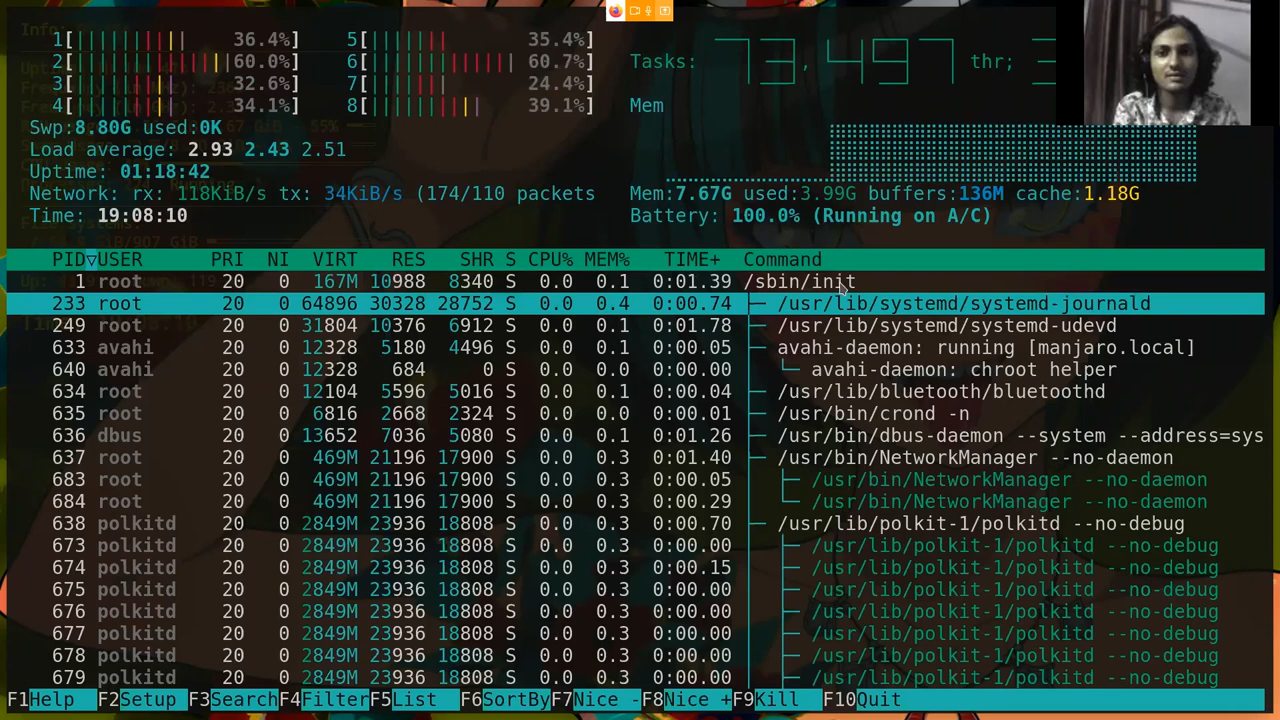 1[|||||||||||| 36.4%] 5[|||||||| 35.4%]
2[|||||||||||||||||| 60.0%] 6[|||||||||||||||| 60.7%]
3[||||||||||| 32.6%] 7[|||||||| 24.4%]
4[||||||||||| 34.1%] 8[||||||||||||| 39.1%]
Tasks: 73, 497 thr;
Mem
Swp:8.80G used:0K
Load average: 2.93 2.43 2.51
Uptime: 01:18:42
Network: rx: 118KiB/s tx: 34KiB/s (174/110 packets
Mem:7.67G used:3.99G buffers:136M cache:1.18G
Time: 19:08:10
Battery: 100.0% (Running on A/C)
PID▽USER PRI NI VIRT RES SHR S CPU% MEM% TIME+ Command
1 root 20 0 167M 10988 8340 S 0.0 0.1 0:01.39 /sbin/init
233 root 20 0 64896 30328 28752 S 0.0 0.4 0:00.74 ├─ /usr/lib/systemd/systemd-journald
249 root 20 0 31804 10376 6912 S 0.0 0.1 0:01.78 ├─ /usr/lib/systemd/systemd-udevd
633 avahi 20 0 12328 5180 4496 S 0.0 0.1 0:00.05 ├─ avahi-daemon: running [manjaro.local]
640 avahi 20 0 12328 684 0 S 0.0 0.0 0:00.00 │ └─ avahi-daemon: chroot helper
634 root 20 0 12104 5596 5016 S 0.0 0.1 0:00.04 ├─ /usr/lib/bluetooth/bluetoothd
635 root 20 0 6816 2668 2324 S 0.0 0.0 0:00.01 ├─ /usr/bin/crond -n
636 dbus 20 0 13652 7036 5080 S 0.0 0.1 0:01.26 ├─ /usr/bin/dbus-daemon --system --address=sys
637 root 20 0 469M 21196 17900 S 0.0 0.3 0:01.40 ├─ /usr/bin/NetworkManager --no-daemon
683 root 20 0 469M 21196 17900 S 0.0 0.3 0:00.05 │ ├─ /usr/bin/NetworkManager --no-daemon
684 root 20 0 469M 21196 17900 S 0.0 0.3 0:00.29 │ └─ /usr/bin/NetworkManager --no-daemon
638 polkitd 20 0 2849M 23936 18808 S 0.0 0.3 0:00.70 ├─ /usr/lib/polkit-1/polkitd --no-debug
673 polkitd 20 0 2849M 23936 18808 S 0.0 0.3 0:00.00 │ ├─ /usr/lib/polkit-1/polkitd --no-debug
674 polkitd 20 0 2849M 23936 18808 S 0.0 0.3 0:00.15 │ ├─ /usr/lib/polkit-1/polkitd --no-debug
675 polkitd 20 0 2849M 23936 18808 S 0.0 0.3 0:00.00 │ ├─ /usr/lib/polkit-1/polkitd --no-debug
676 polkitd 20 0 2849M 23936 18808 S 0.0 0.3 0:00.00 │ ├─ /usr/lib/polkit-1/polkitd --no-debug
677 polkitd 20 0 2849M 23936 18808 S 0.0 0.3 0:00.00 │ ├─ /usr/lib/polkit-1/polkitd --no-debug
678 polkitd 20 0 2849M 23936 18808 S 0.0 0.3 0:00.00 │ ├─ /usr/lib/polkit-1/polkitd --no-debug
679 polkitd 20 0 2849M 23936 18808 S 0.0 0.3 0:00.00 │ ├─ /usr/lib/polkit-1/polkitd --no-debug
F1Help F2Setup F3SearchF4FilterF5List F6SortByF7Nice -F8Nice +F9Kill F10Quit